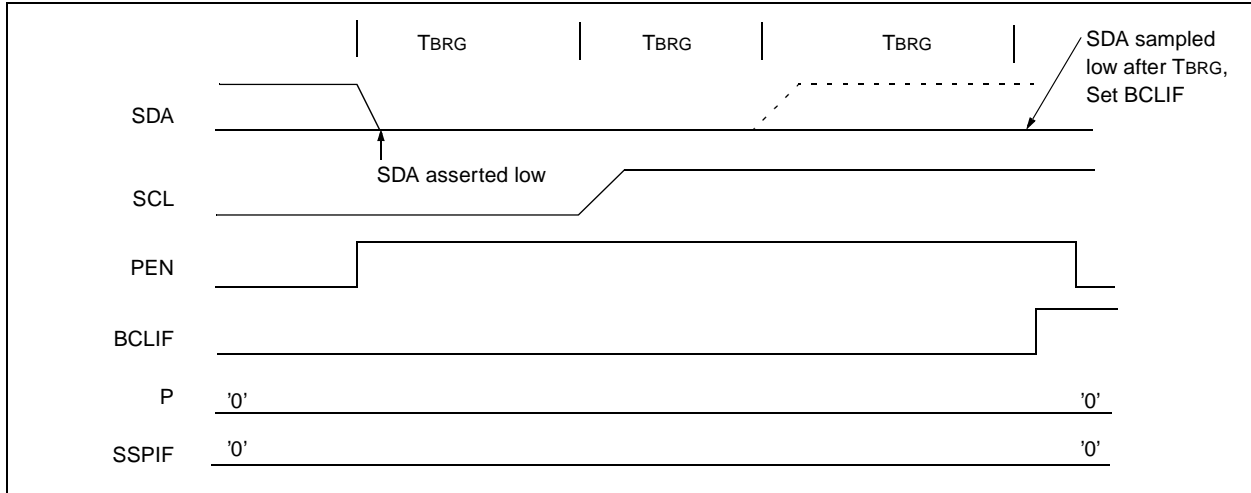 TBRG TBRG TBRG
SDA sampled
low after TBRG,
Set BCLIF
SDA
SDA asserted low
SCL
PEN
BCLIF
P '0' '0'
SSPIF '0' '0'